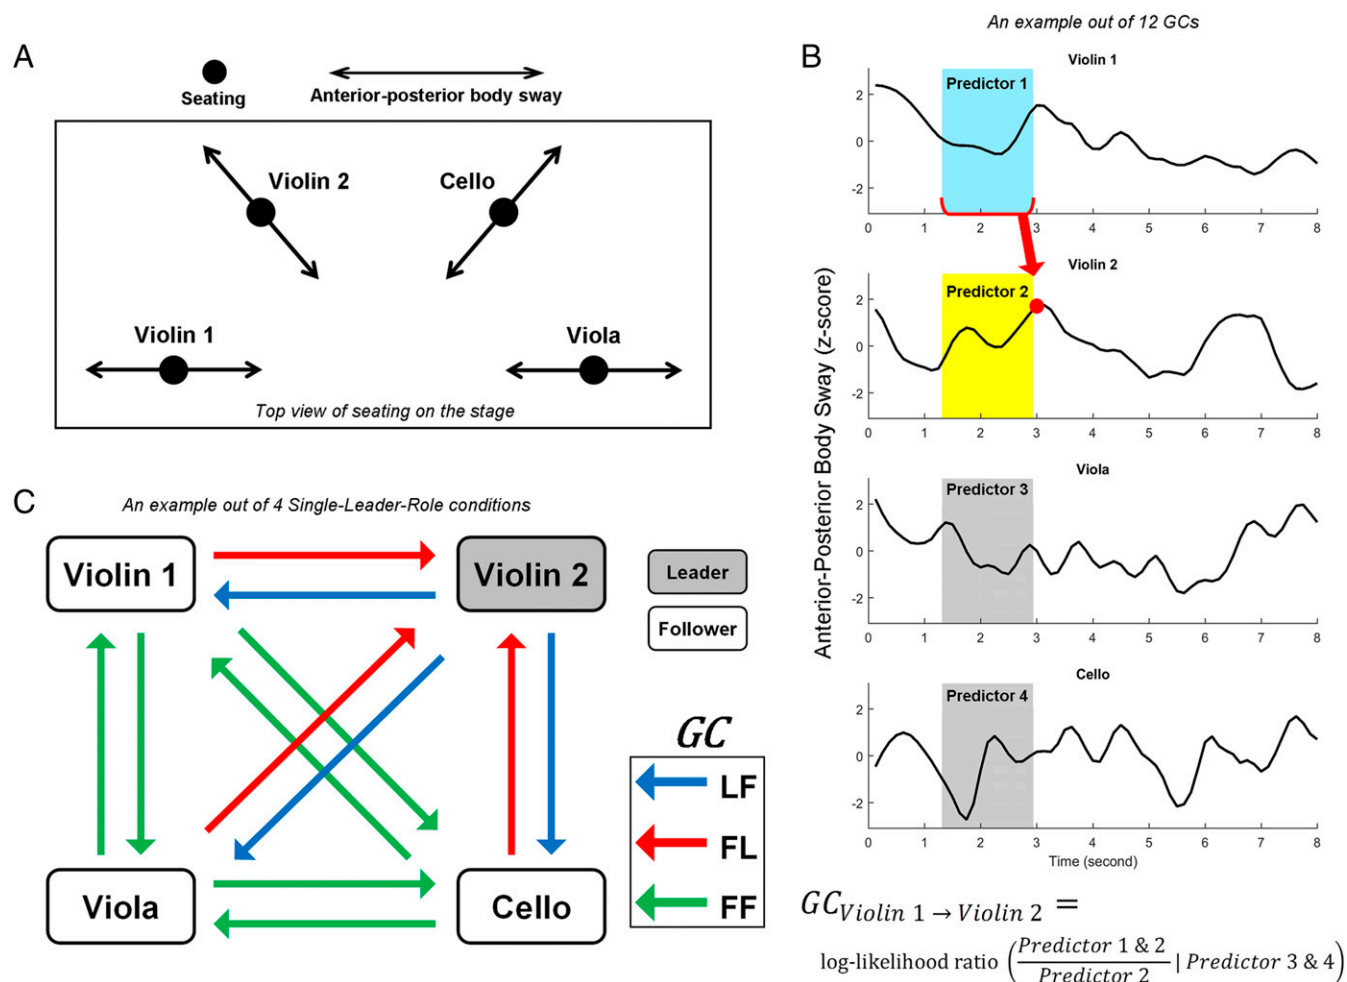 A
Seating
Anterior-posterior body sway
Violin 2
Cello
Violin 1
Viola
Top view of seating on the stage
B
An example out of 12 GCs
Anterior-Posterior Body Sway (z-score)
Violin 1
Predictor 1
2
0
-2
0 1 2 3 4 5 6 7 8
Violin 2
Predictor 2
2
0
-2
0 1 2 3 4 5 6 7 8
Viola
Predictor 3
2
0
-2
0 1 2 3 4 5 6 7 8
Cello
Predictor 4
2
0
-2
0 1 2 3 4 5 6 7 8
Time (second)
GC Violin 1 → Violin 2 =
log-likelihood ratio (Predictor 1 & 2 / Predictor 2 | Predictor 3 & 4)
C
An example out of 4 Single-Leader-Role conditions
Violin 1
Violin 2
Viola
Cello
Leader
Follower
GC
LF
FL
FF